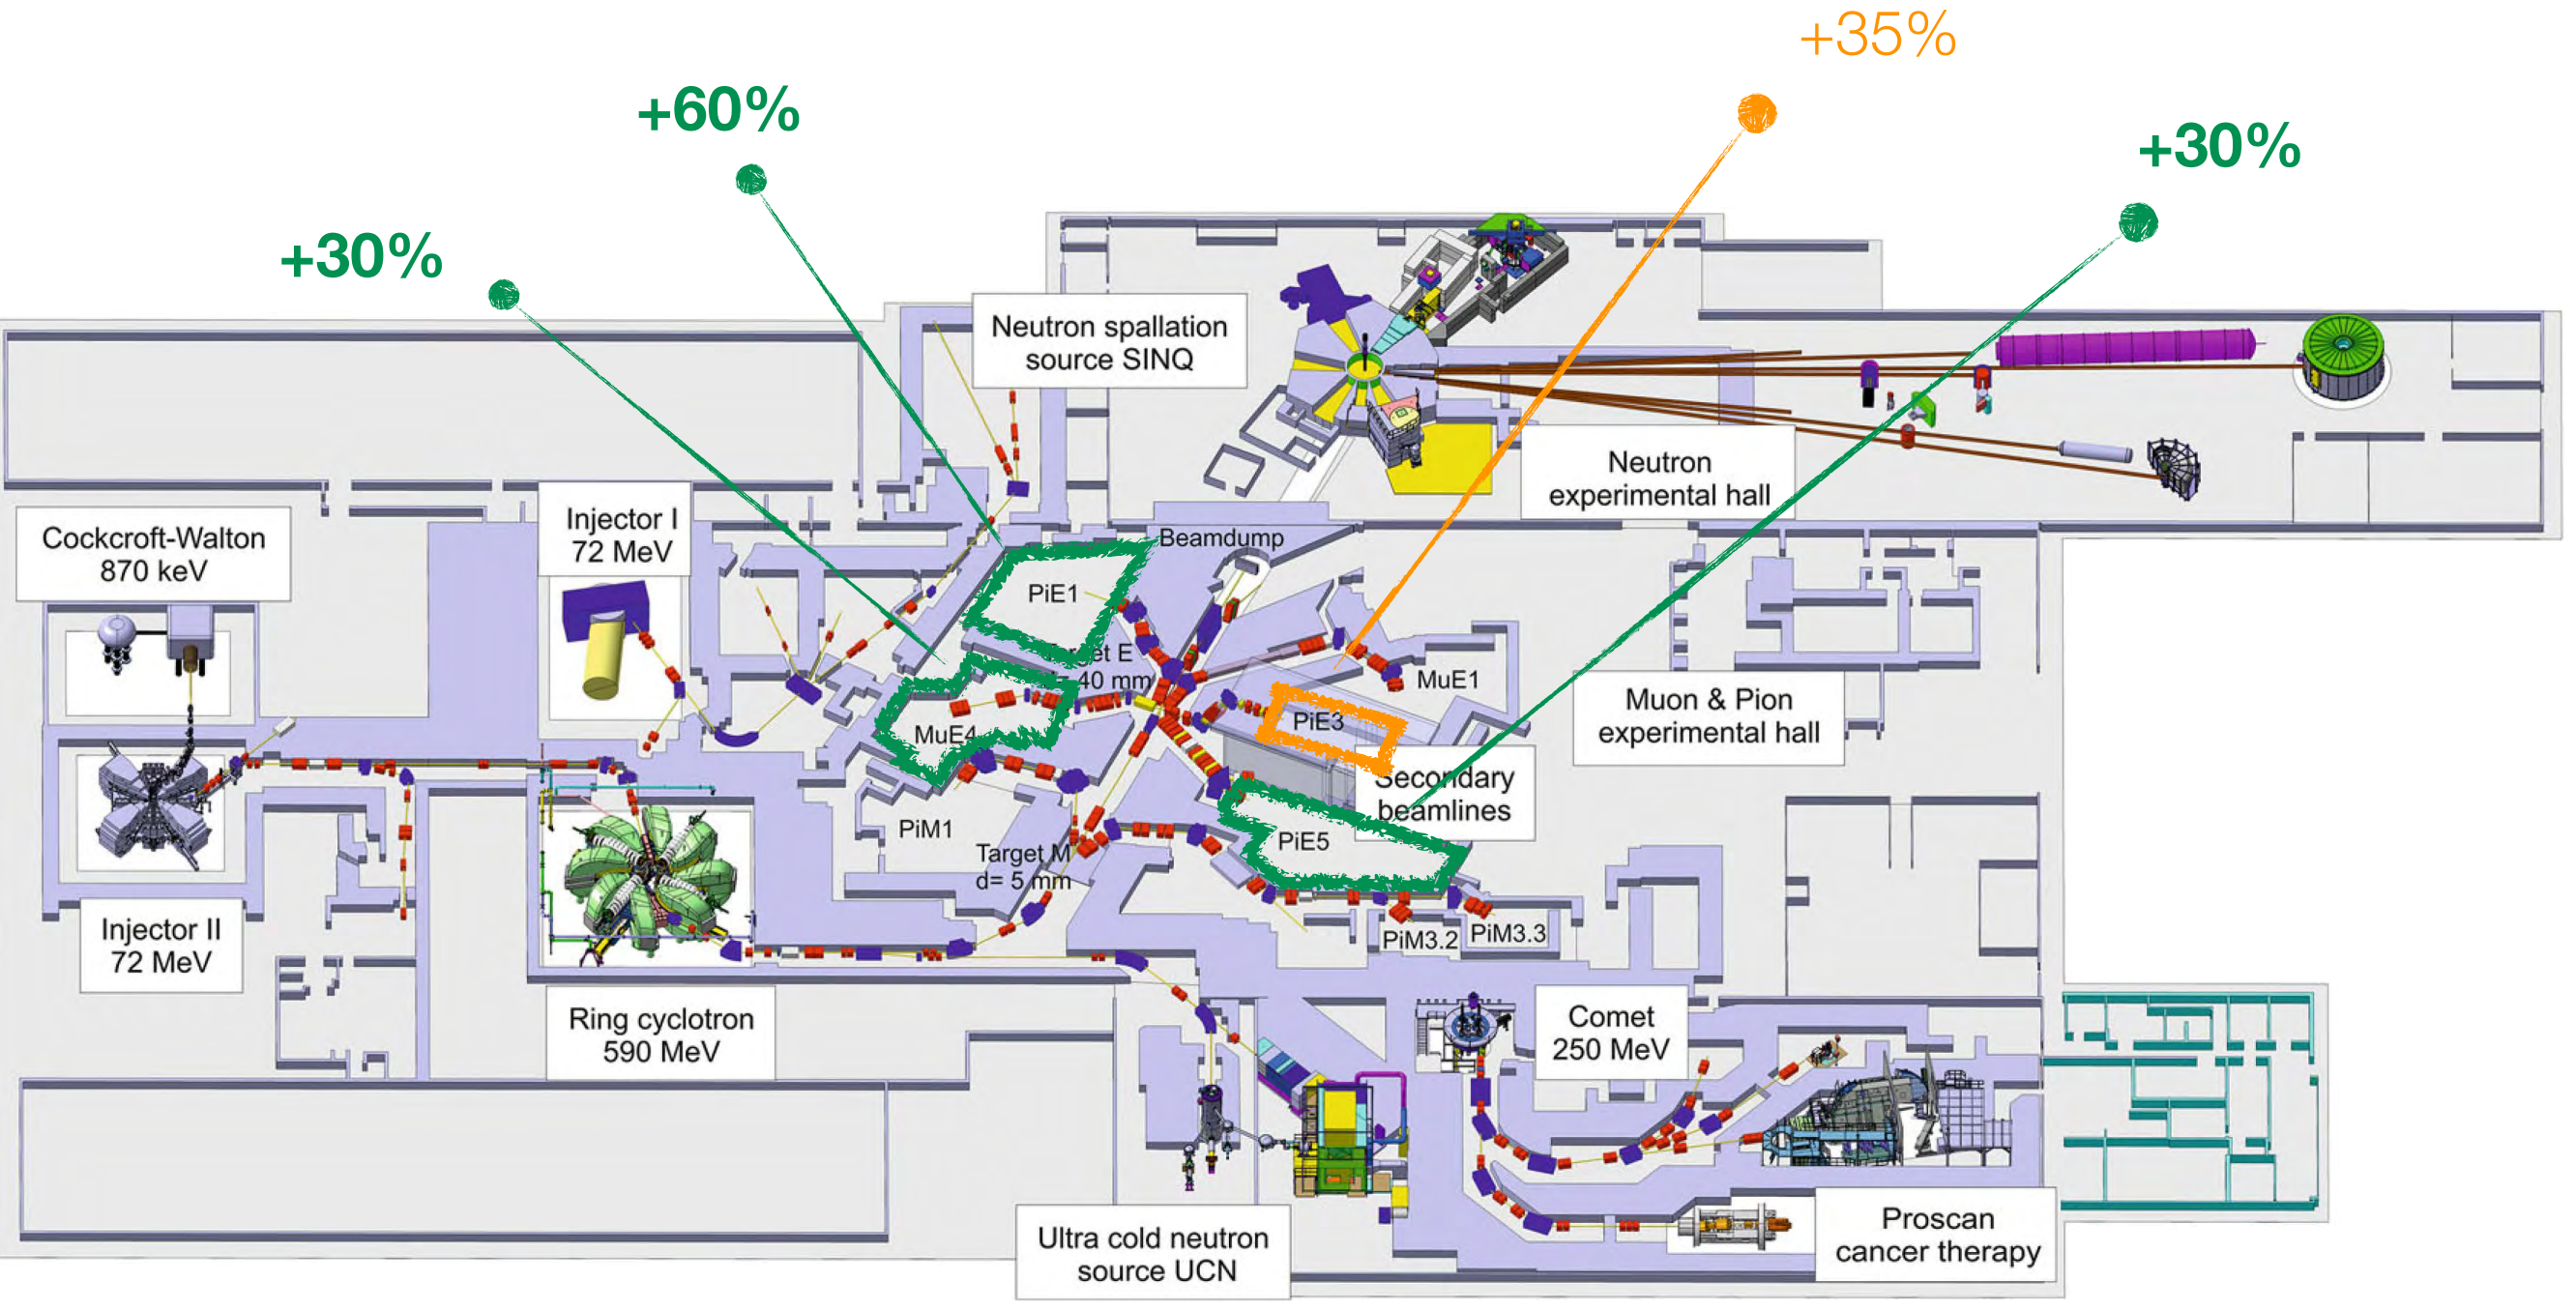 +35%
+60%
+30%
+30%
Neutron spallation
source SINQ
Neutron
experimental hall
Injector I
72 MeV
Cockcroft-Walton
870 keV
Beamdump
PiE1
et E
40 mm
MuE1
Muon & Pion
experimental hall
PiE3
MuE4
Secondary
beamlines
PiM1
PiE5
Target M
d= 5 mm
Injector II
72 MeV
PiM3.2
PiM3.3
Ring cyclotron
590 MeV
Comet
250 MeV
Ultra cold neutron
source UCN
Proscan
cancer therapy